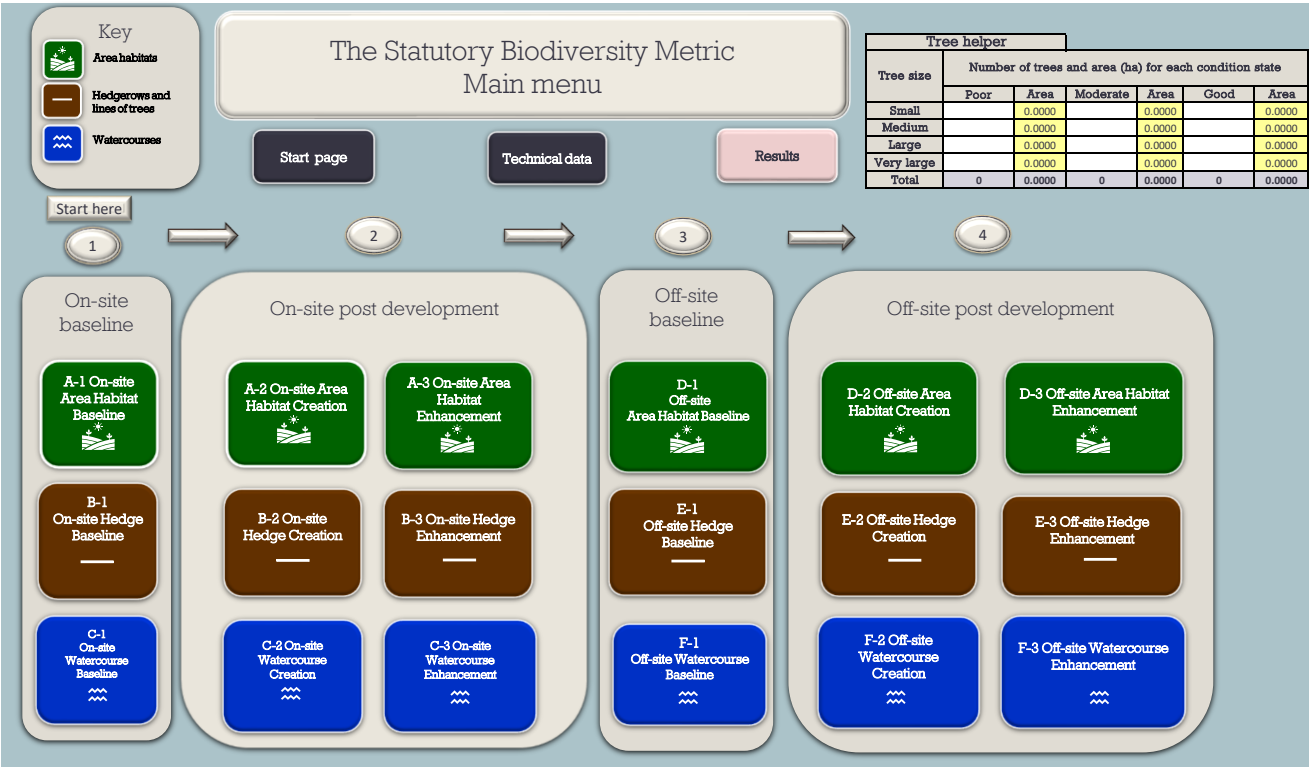 Key
Area habitats
Hedgerows and
lines of trees
Watercourses
The Statutory Biodiversity Metric
Main menu
Start page
Technical data
Results
Tree helper
Tree size
Number of trees and area (ha) for each condition state
Poor Area Moderate Area Good Area
Small 0.0000 0.0000 0.0000
Medium 0.0000 0.0000 0.0000
Large 0.0000 0.0000 0.0000
Very large 0.0000 0.0000 0.0000
Total 0 0.0000 0 0.0000 0 0.0000
Start here
1
2
3
4
On-site
baseline
A-1 On-site
Area Habitat
Baseline
B-1
On-site Hedge
Baseline
C-1
On-site
Watercourse
Baseline
On-site post development
A-2 On-site Area
Habitat Creation
A-3 On-site Area
Habitat
Enhancement
B-2 On-site
Hedge Creation
B-3 On-site Hedge
Enhancement
C-2 On-site
Watercourse
Creation
C-3 On-site
Watercourse
Enhancement
Off-site
baseline
D-1
Off-site
Area Habitat Baseline
E-1
Off-site Hedge
Baseline
F-1
Off-site Watercourse
Baseline
Off-site post development
D-2 Off-site Area
Habitat Creation
D-3 Off-site Area Habitat
Enhancement
E-2 Off-site Hedge
Creation
E-3 Off-site Hedge
Enhancement
F-2 Off-site
Watercourse
Creation
F-3 Off-site Watercourse
Enhancement